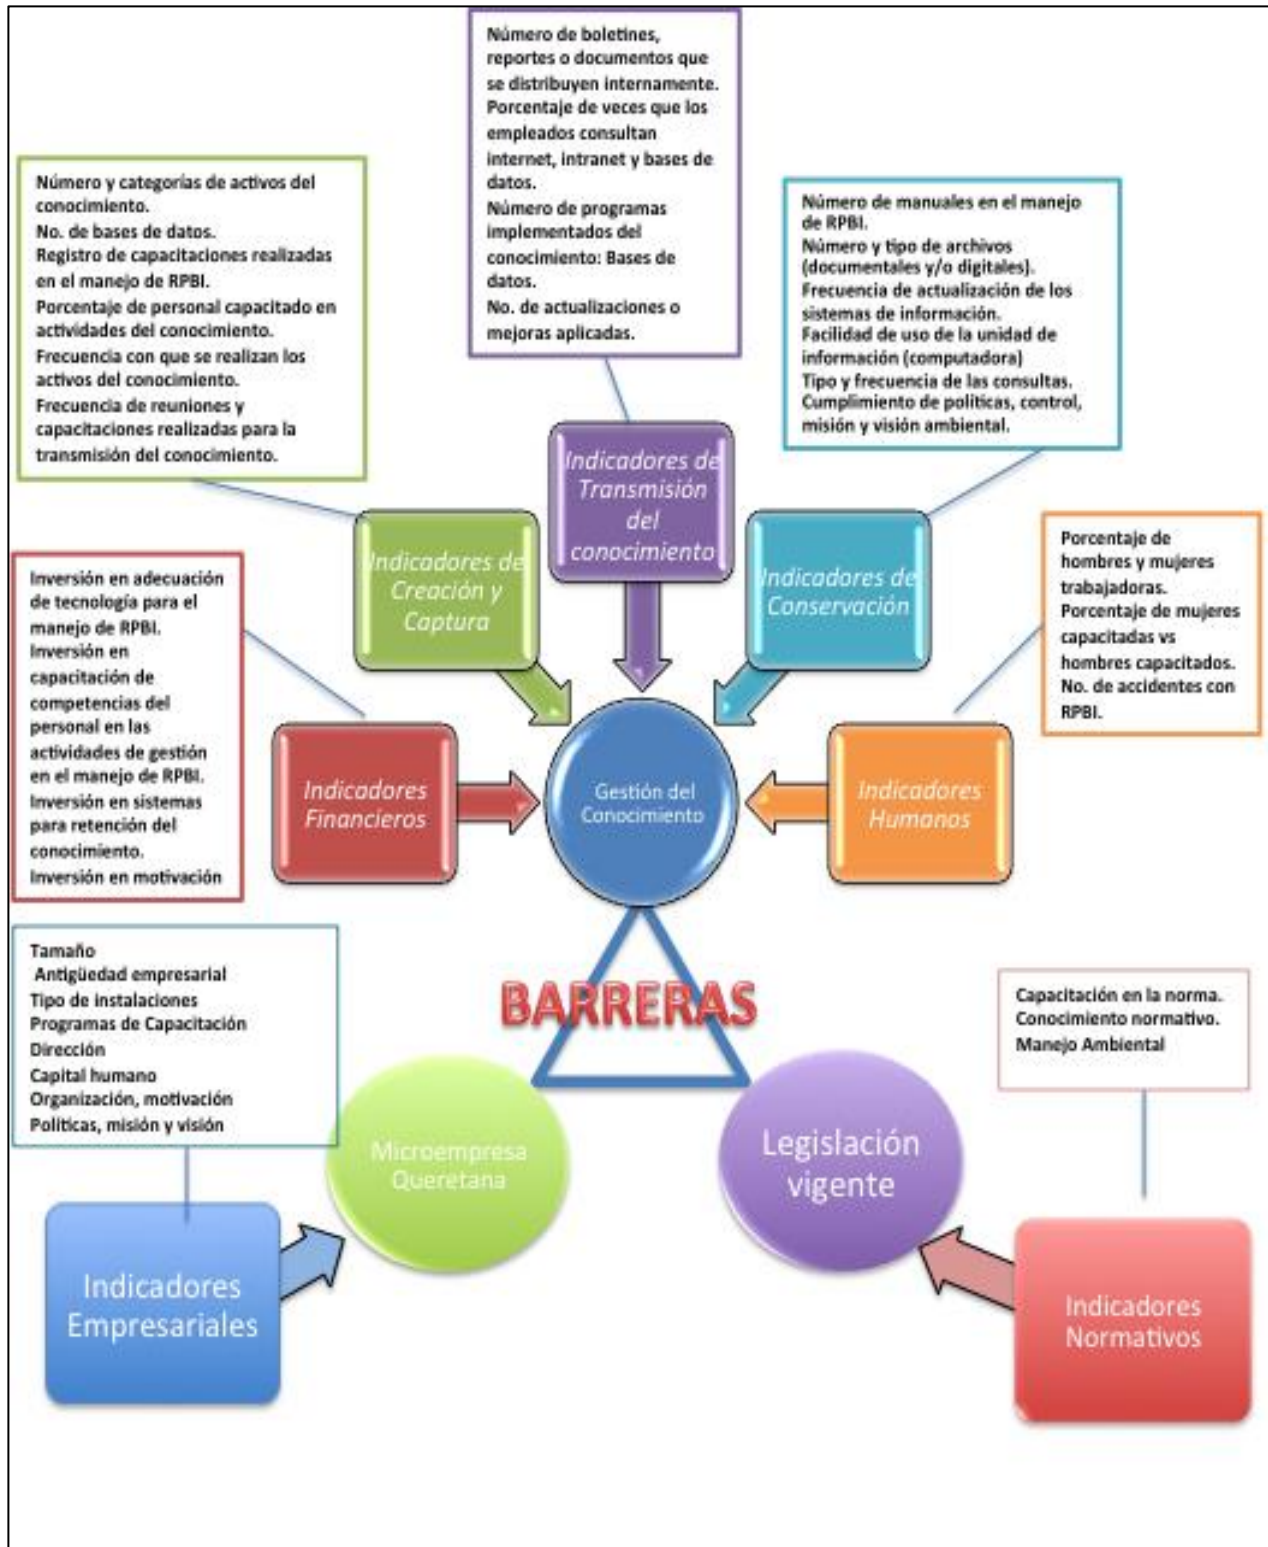 Número de boletines,
reportes o documentos que
se distribuyen internamente.
Porcentaje de veces que los
empleados consultan
internet, intranet y bases de
datos.
Número de programas
implementados del
conocimiento: Bases de
datos.
No. de actualizaciones o
mejoras aplicadas.
Número y categorías de activos del
conocimiento.
No. de bases de datos.
Registro de capacitaciones realizadas
en el manejo de RPBI.
Porcentaje de personal capacitado en
actividades del conocimiento.
Frecuencia con que se realizan los
activos del conocimiento.
Frecuencia de reuniones y
capacitaciones realizadas para la
transmisión del conocimiento.
Número de manuales en el manejo
de RPBI.
Número y tipo de archivos
(documentales y/o digitales).
Frecuencia de actualización de los
sistemas de información.
Facilidad de uso de la unidad de
información (computadora)
Tipo y frecuencia de las consultas.
Cumplimiento de políticas, control,
misión y visión ambiental.
Indicadores de
Transmisión
del
conocimiento
Indicadores de
Creación y
Captura
Indicadores de
Conservación
Inversión en adecuación
de tecnología para el
manejo de RPBI.
Inversión en
capacitación de
competencias del
personal en las
actividades de gestión
en el manejo de RPBI.
Inversión en sistemas
para retención del
conocimiento.
Inversión en motivación
Porcentaje de
hombres y mujeres
trabajadoras.
Porcentaje de mujeres
capacitadas vs
hombres capacitados.
No. de accidentes con
RPBI.
Indicadores
Financieros
Gestión del
Conocimiento
Indicadores
Humanos
BARRERAS
Tamaño
Antigüedad empresarial
Tipo de instalaciones
Programas de Capacitación
Dirección
Capital humano
Organización, motivación
Políticas, misión y visión
Capacitación en la norma.
Conocimiento normativo.
Manejo Ambiental
Microempresa
Queretana
Legislación
vigente
Indicadores
Empresariales
Indicadores
Normativos